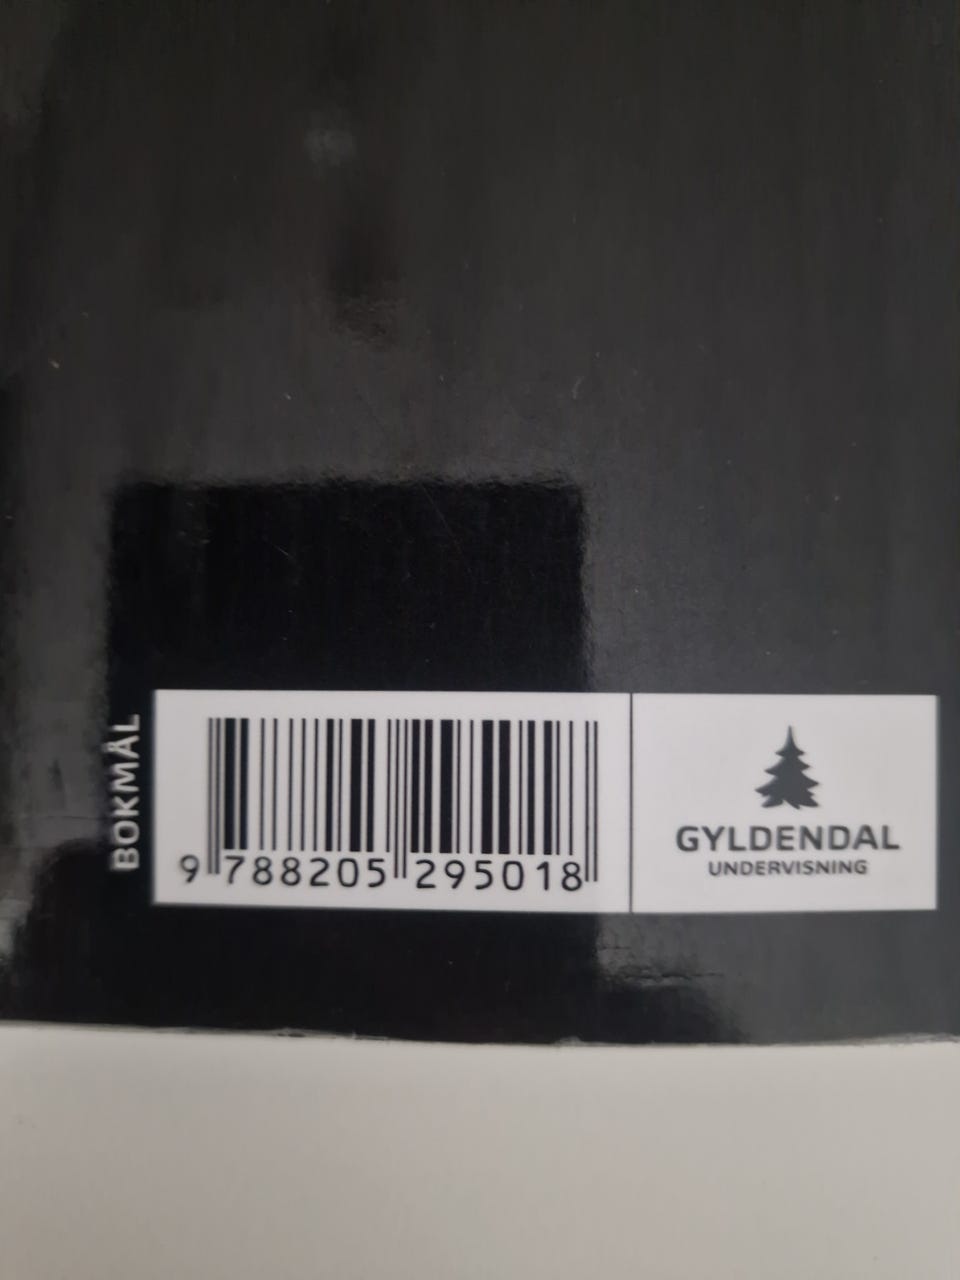 BOKMÅL
9 788205 295018
GYLDENDAL
UNDERVISNING